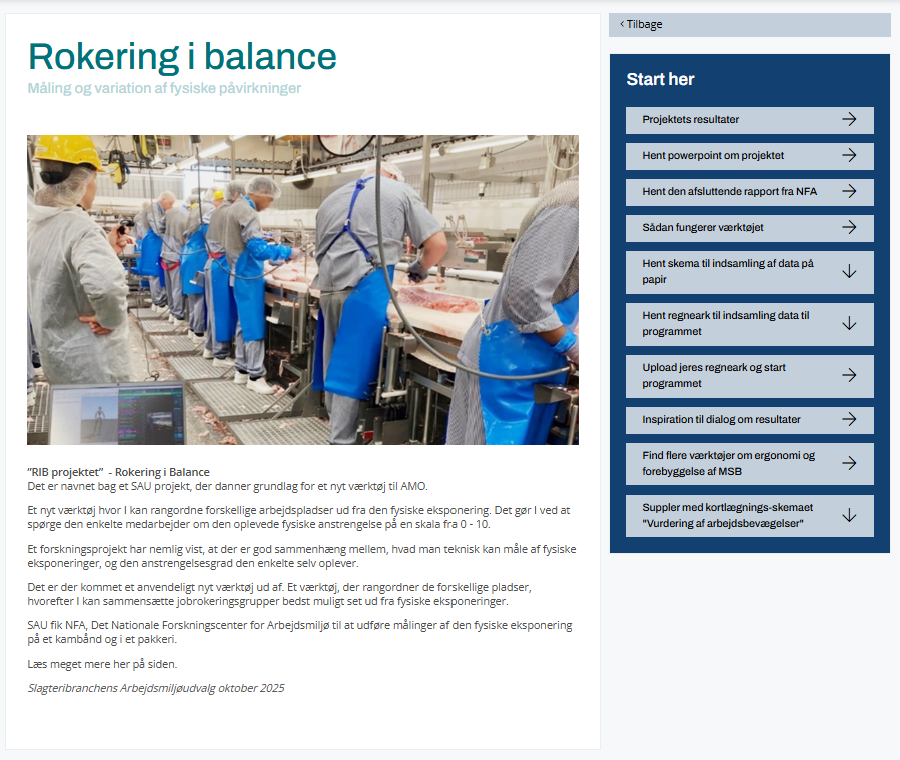 Rokering i balance
Måling og variation af fysiske påvirkninger
"RIB projektet" - Rokering i Balance
Det er navnet bag et SAU projekt, der danner grundlag for et nyt værktøj til AMO.
Et nyt værktøj hvor I kan rangordne forskellige arbejdspladser ud fra den fysiske eksponering. Det gør I ved at
spørge den enkelte medarbejder om den oplevede fysiske anstrengelse på en skala fra 0 - 10.
Et forskningsprojekt har nemlig vist, at der er god sammenhæng mellem, hvad man teknisk kan måle af fysiske
eksponeringer, og den anstrengelsesgrad den enkelte selv oplever.
Det er der kommet et anvendeligt nyt værktøj ud af. Et værktøj, der rangordner de forskellige pladser,
hvorefter I kan sammensætte jobrokeringsgrupper bedst muligt set ud fra fysiske eksponeringer.
SAU fik NFA, Det Nationale Forskningscenter for Arbejdsmiljø til at udføre målinger af den fysiske eksponering
på et kambånd og i et pakkeri.
Læs meget mere her på siden.
Slagteribranchens Arbejdsmiljøudvalg oktober 2025
‹ Tilbage
Start her
Projektets resultater
Hent powerpoint om projektet
Hent den afsluttende rapport fra NFA
Sådan fungerer værktøjet
Hent skema til indsamling af data på
papir
Hent regneark til indsamling data til
programmet
Upload jeres regneark og start
programmet
Inspiration til dialog om resultater
Find flere værktøjer om ergonomi og
forebyggelse af MSB
Suppler med kortlægnings-skemaet
"Vurdering af arbejdsbevægelser"